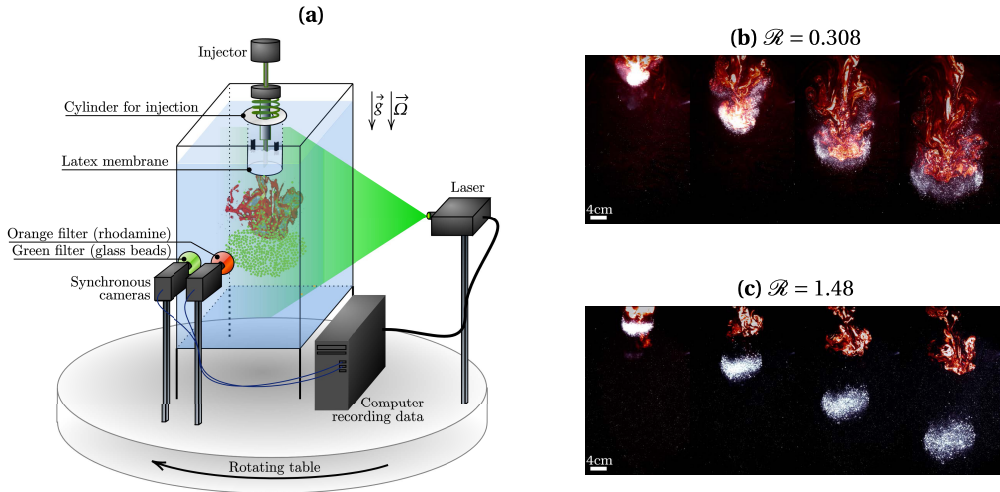 (a)
Injector
Cylinder for injection
g⃗ Ω⃗
Latex membrane
Laser
Orange filter (rhodamine)
Green filter (glass beads)
Synchronous
cameras
Computer
recording data
Rotating table
(b) ℛ = 0.308
4cm
(c) ℛ = 1.48
4cm